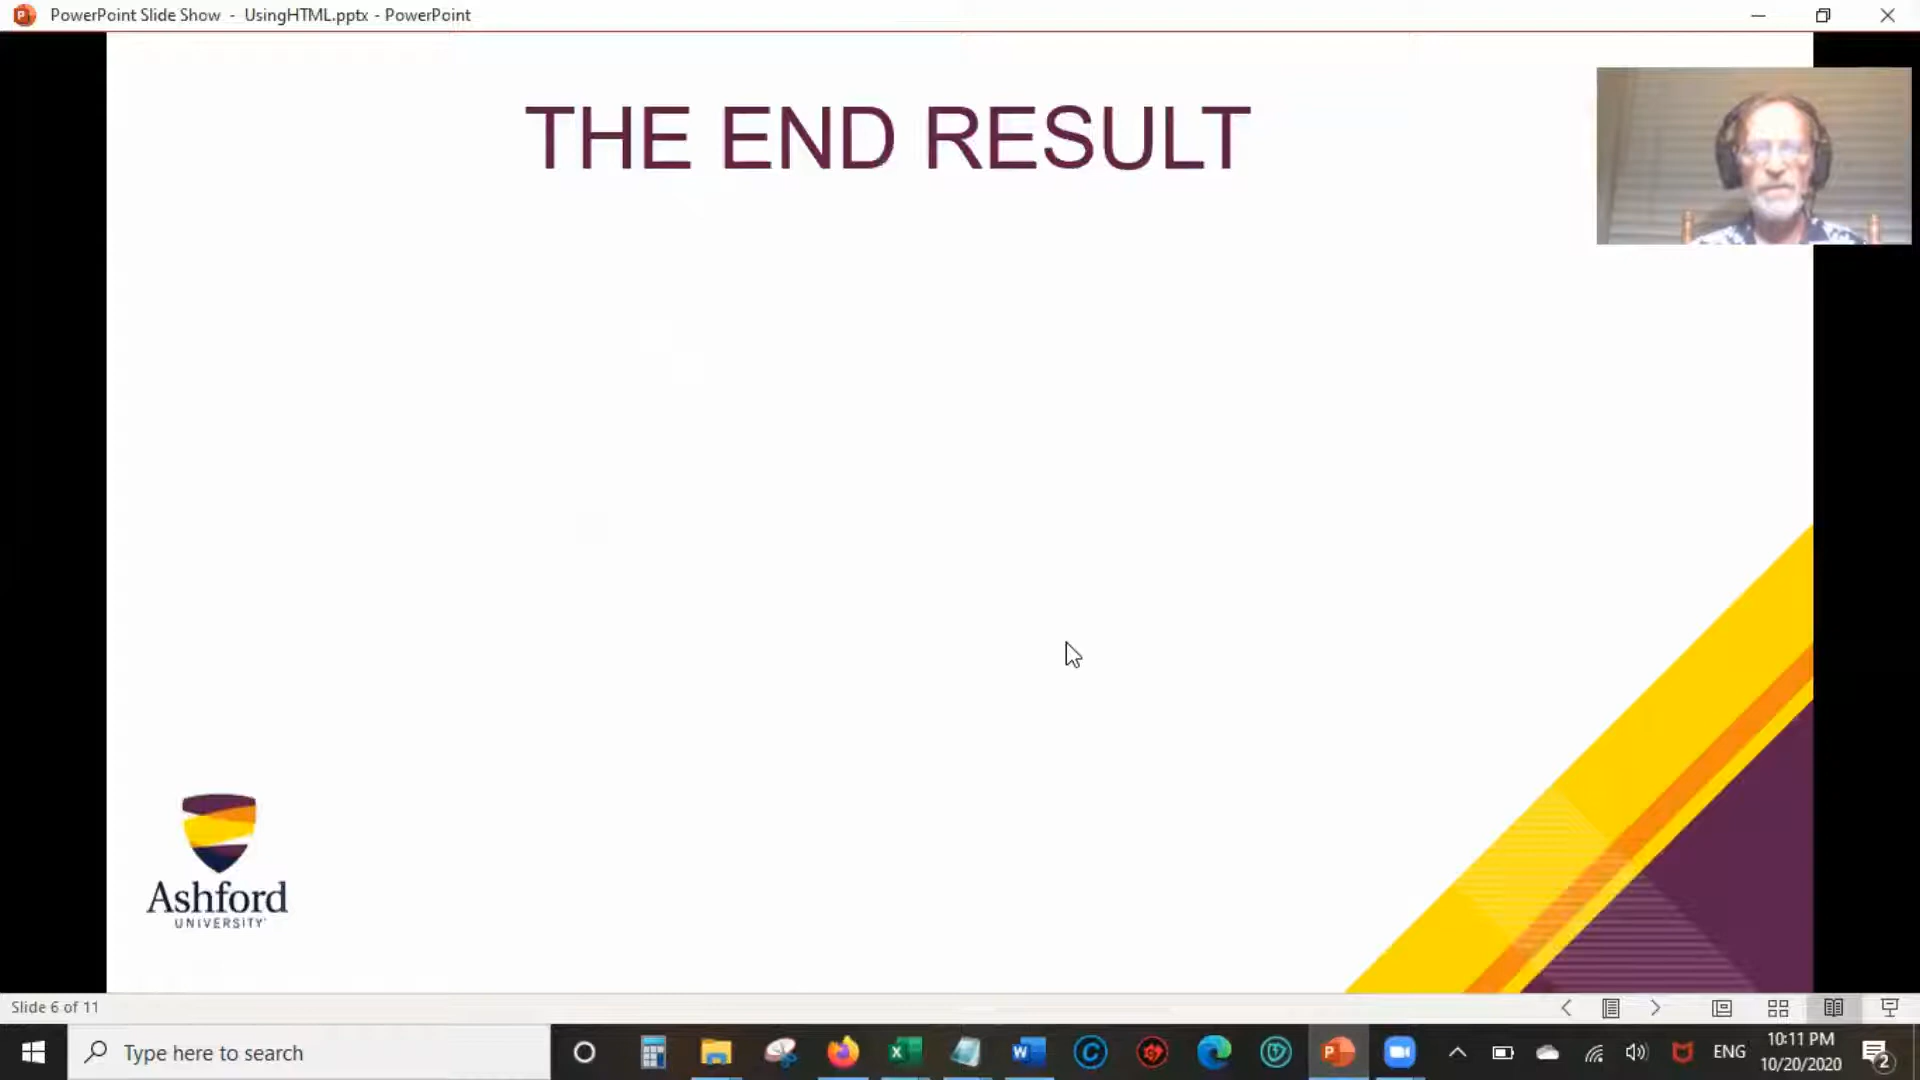 PowerPoint Slide Show - UsingHTML.pptx - PowerPoint
THE END RESULT
Ashford
UNIVERSITY
Slide 6 of 11
Type here to search
ENG
10:11 PM
10/20/2020
2